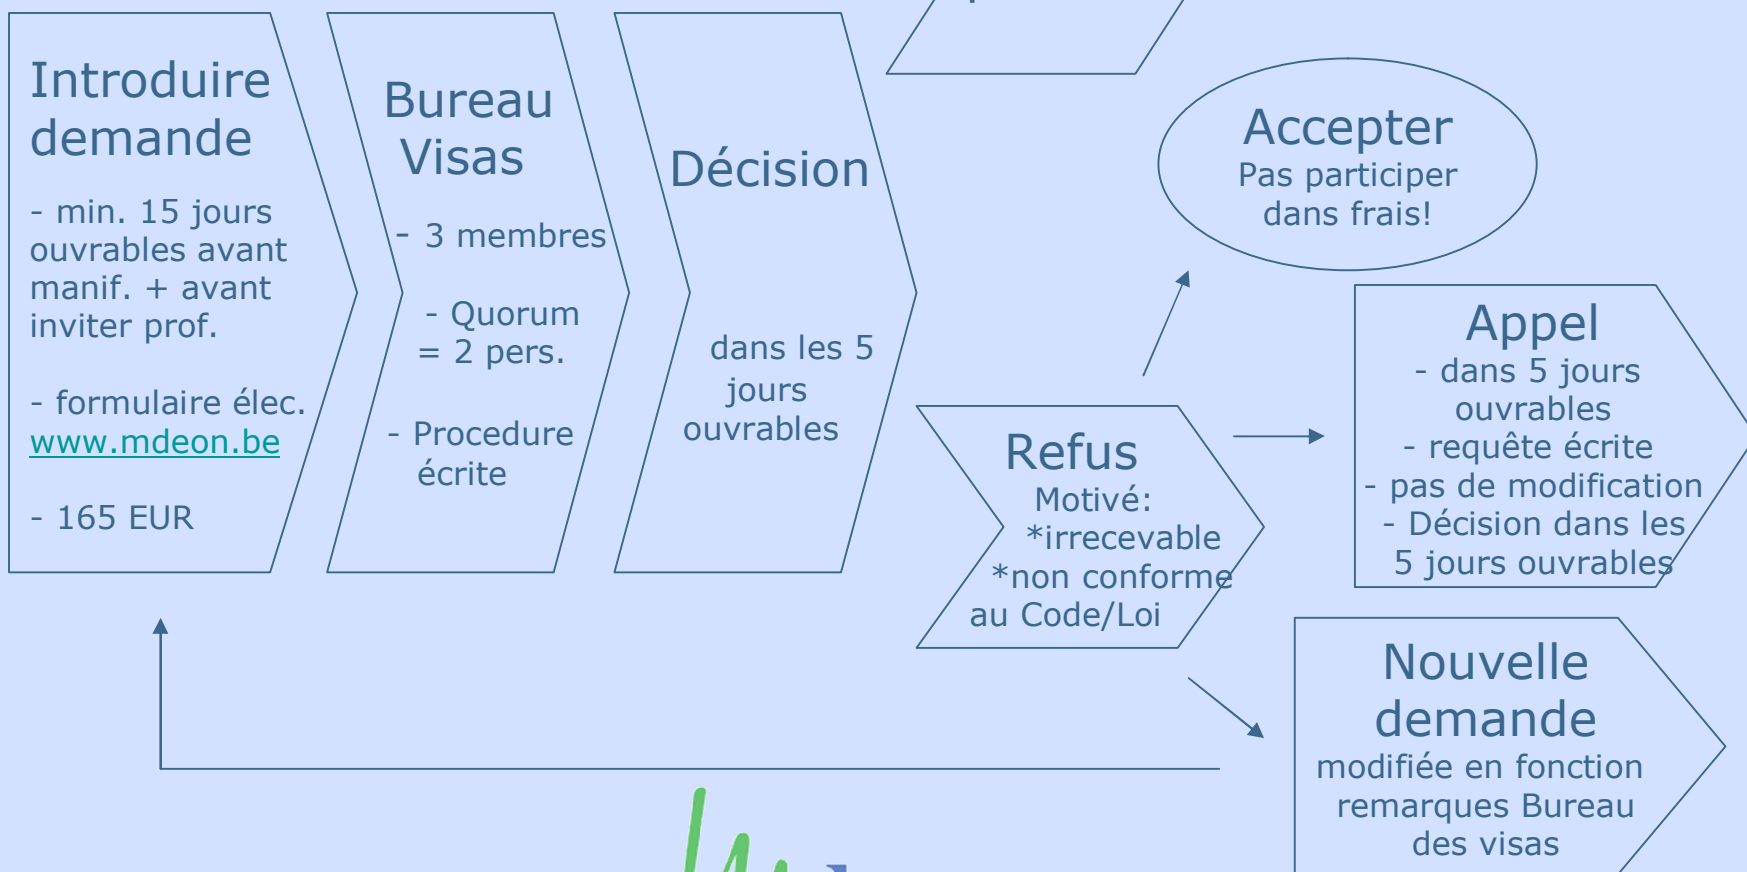 Introduire
demande
- min. 15 jours
ouvrables avant
manif. + avant
inviter prof.
- formulaire élec.
www.mdeon.be
- 165 EUR
Bureau
Visas
- 3 membres
- Quorum
= 2 pers.
- Procedure
écrite
Décision
dans les 5
jours
ouvrables
Refus
Motivé:
*irrecevable
*non conforme
au Code/Loi
Accepter
Pas participer
dans frais!
Appel
- dans 5 jours
ouvrables
- requête écrite
- pas de modification
- Décision dans les
5 jours ouvrables
Nouvelle
demande
modifiée en fonction
remarques Bureau
des visas